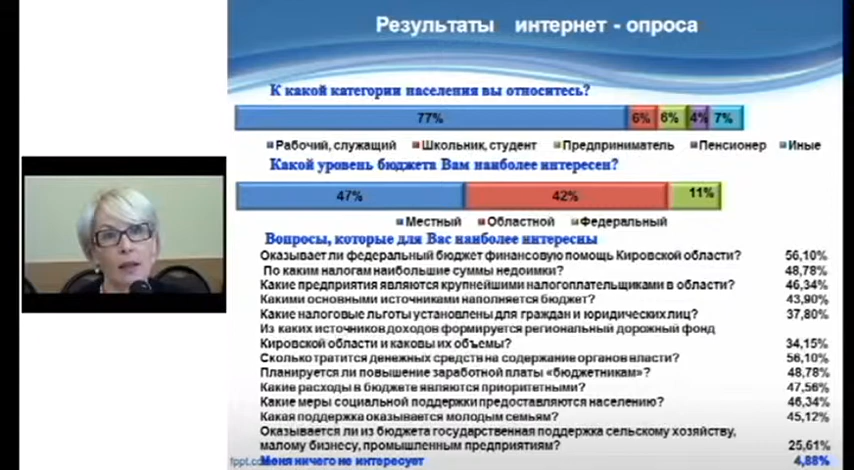 Результаты интернет - опроса
К какой категории населения вы относитесь?
77% 6% 6% 4% 7%
Рабочий, служащий Школьник, студент Предприниматель Пенсионер Иные
Какой уровень бюджета Вам наиболее интересен?
47% 42% 11%
Местный Областной Федеральный
Вопросы, которые для Вас наиболее интересны
Оказывает ли федеральный бюджет финансовую помощь Кировской области? 56,10%
По каким налогам наибольшие суммы недоимки? 48,78%
Какие предприятия являются крупнейшими налогоплательщиками в области? 46,34%
Какими основными источниками наполняется бюджет? 43,90%
Какие налоговые льготы установлены для граждан и юридических лиц? 37,80%
Из каких источников доходов формируется региональный дорожный фонд
Кировской области и каковы их объемы? 34,15%
Сколько тратится денежных средств на содержание органов власти? 56,10%
Планируется ли повышение заработной платы «бюджетникам»? 48,78%
Какие расходы в бюджете являются приоритетными? 47,56%
Какие меры социальной поддержки предоставляются населению? 46,34%
Какая поддержка оказывается молодым семьям? 45,12%
Оказывается ли из бюджета государственная поддержка сельскому хозяйству,
малому бизнесу, промышленным предприятиям? 25,61%
Меня ничего не интересует 4,88%